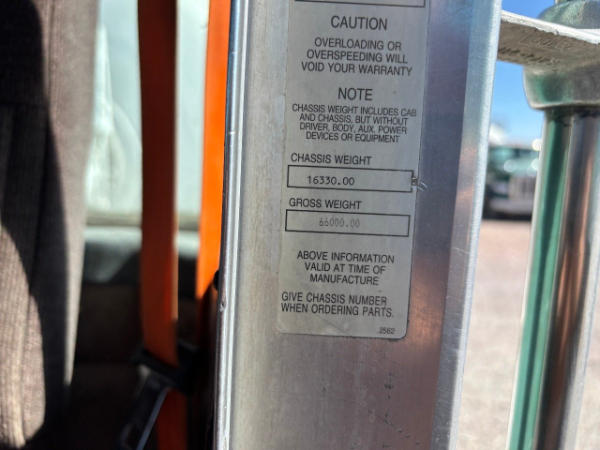 CAUTION
OVERLOADING OR
OVERSPEEDING WILL
VOID YOUR WARRANTY
NOTE
CHASSIS WEIGHT INCLUDES CAB
AND CHASSIS, BUT WITHOUT
DRIVER, BODY, AUX. POWER
DEVICES OR EQUIPMENT
CHASSIS WEIGHT
16330.00
GROSS WEIGHT
66000.00
ABOVE INFORMATION
VALID AT TIME OF
MANUFACTURE
GIVE CHASSIS NUMBER
WHEN ORDERING PARTS.
2562